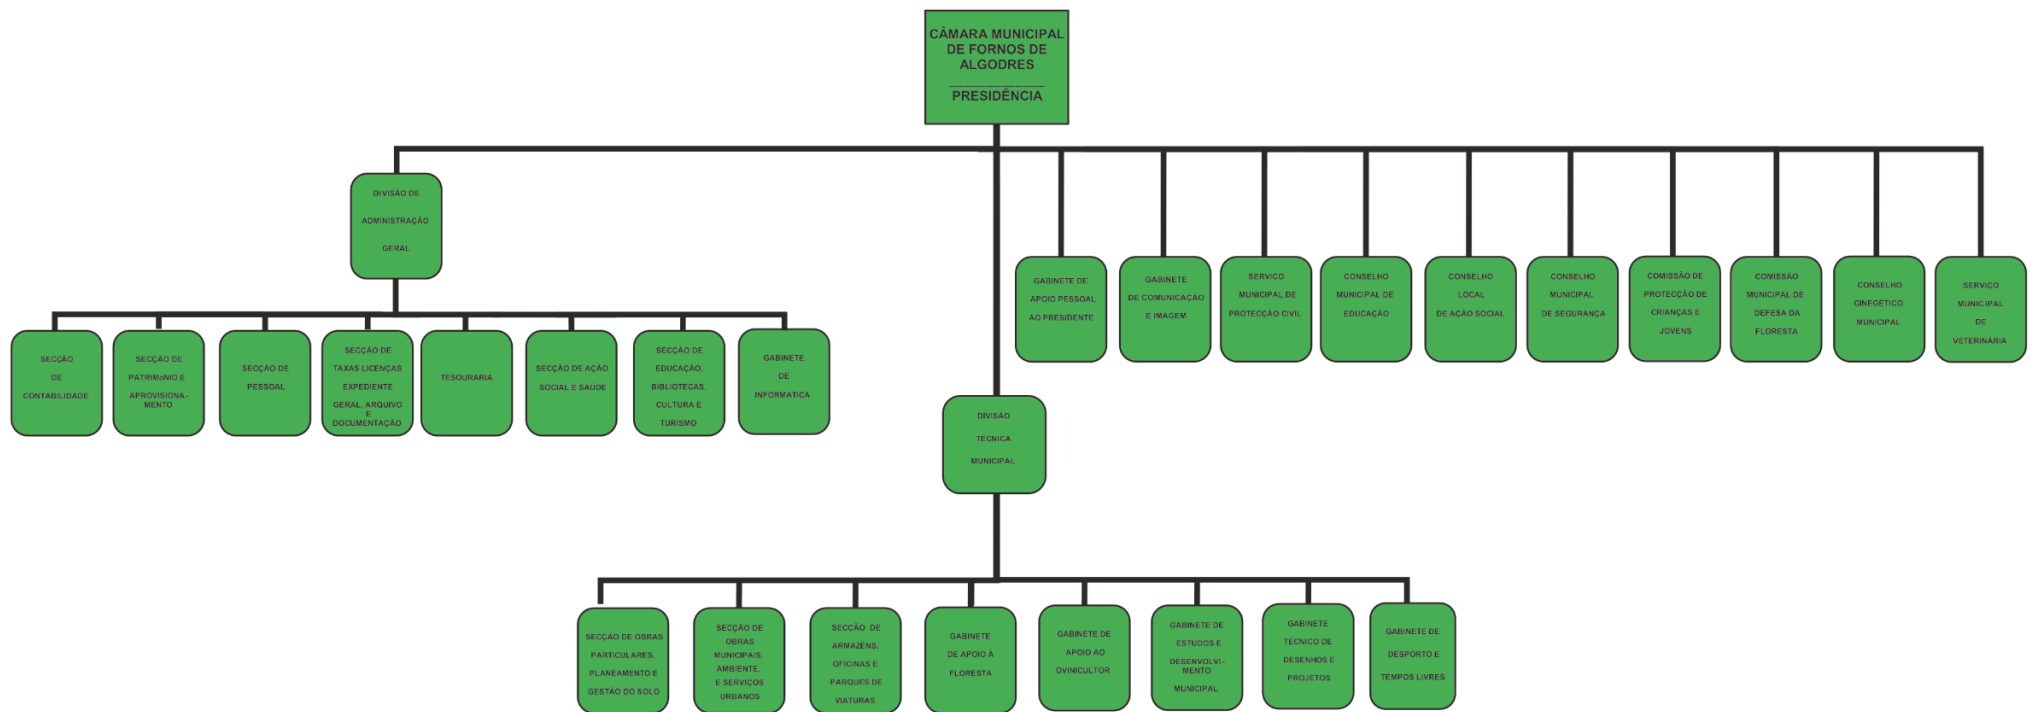 CÂMARA MUNICIPAL
DE FORNOS DE
ALGODRES
____________
PRESIDÊNCIA
DIVISÃO DE
ADMINISTRAÇÃO
GERAL
GABINETE DE
APOIO PESSOAL
AO PRESIDENTE
GABINETE
DE COMUNICAÇÃO
E IMAGEM
SERVIÇO
MUNICIPAL DE
PROTECÇÃO CIVIL
CONSELHO
MUNICIPAL DE
EDUCAÇÃO
CONSELHO
LOCAL
DE AÇÃO SOCIAL
CONSELHO
MUNICIPAL
DE SEGURANÇA
COMISSÃO DE
PROTECÇÃO DE
CRIANÇAS E
JOVENS
COMISSÃO
MUNICIPAL DE
DEFESA DA
FLORESTA
CONSELHO
CINEGÉTICO
MUNICIPAL
SERVIÇO
MUNICIPAL
DE
VETERINARIA
SECÇÃO
DE
CONTABILIDADE
SECÇÃO DE
PATRIMóNIO E
APROVISIONA-
MENTO
SECÇÃO DE
PESSOAL
SECÇÃO DE
TAXAS LICENÇAS
EXPEDIENTE
GERAL, ARQUIVO
E
DOCUMENTAÇÃO
TESOURARIA
SECÇÃO DE AÇÃO
SOCIAL E SAÚDE
SECÇÃO DE
EDUCAÇÃO,
BIBLIOTECAS,
CULTURA E
TURISMO
GABINETE
DE
INFORMATICA
DIVISÃO
TÉCNICA
MUNICIPAL
SECÇÃO DE OBRAS
PARTICULARES,
PLANEAMENTO E
GESTÃO DO SOLO
SECÇÃO DE
OBRAS
MUNICIPAIS,
AMBIENTE,
E SERVIÇOS
URBANOS
SECÇÃO DE
ARMAZÉNS,
OFICINAS E
PARQUES DE
VIATURAS
GABINETE
DE APOIO À
FLORESTA
GABINETE DE
APOIO AO
OVINICULTOR
GABINETE DE
ESTUDOS E
DESENVOLVI-
MENTO
MUNICIPAL
GABINETE
TÉCNICO DE
DESENHOS E
PROJETOS
GABINETE DE
DESPORTO E
TEMPOS LIVRES